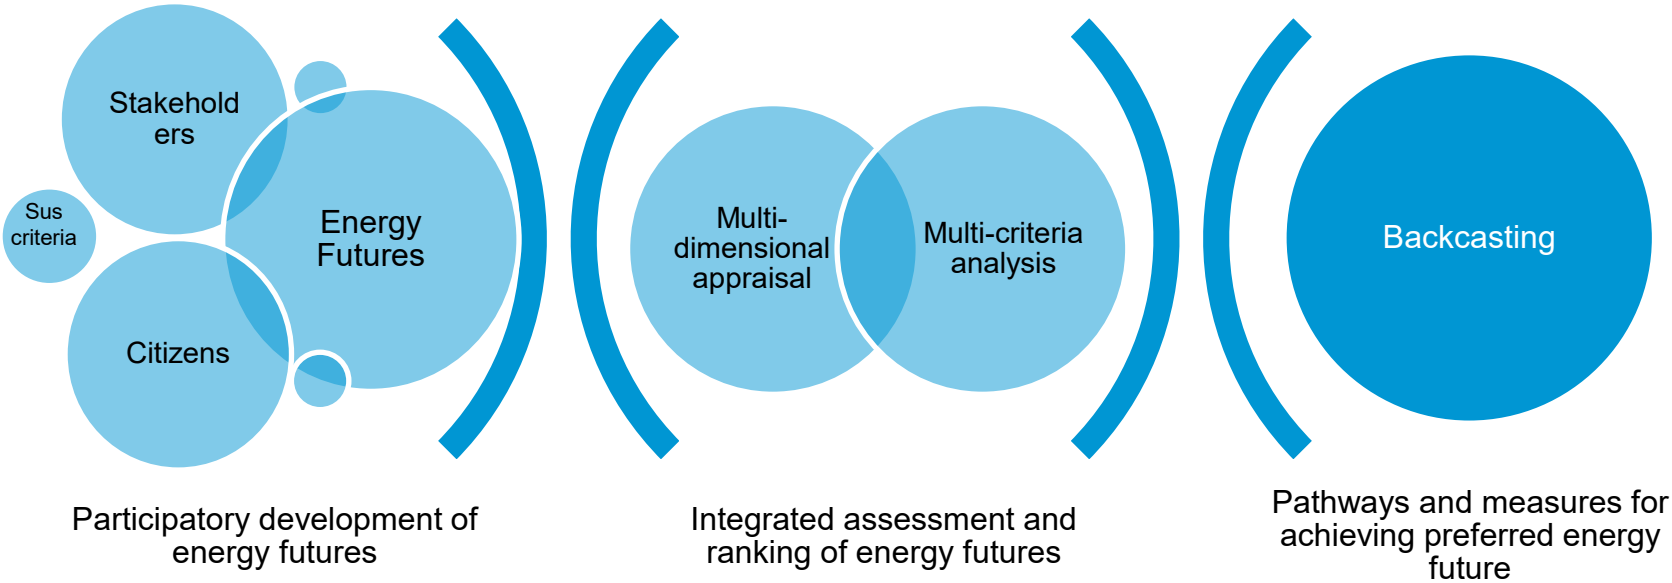 Stakehold
ers
Sus
criteria
Energy
Futures
Citizens
Multi-
dimensional
appraisal
Multi-criteria
analysis
Backcasting
Participatory development of
energy futures
Integrated assessment and
ranking of energy futures
Pathways and measures for
achieving preferred energy
future